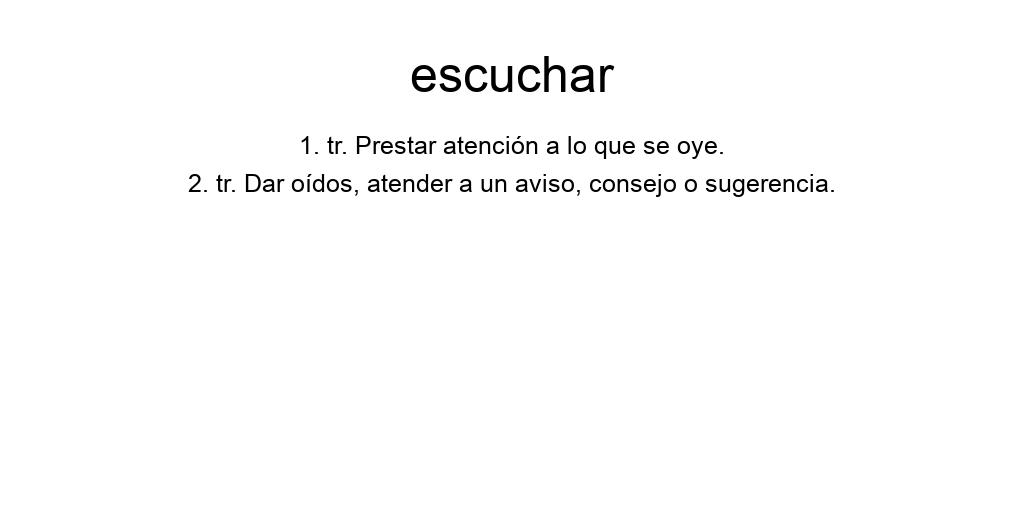 escuchar
1. tr. Prestar atención a lo que se oye.
2. tr. Dar oídos, atender a un aviso, consejo o sugerencia.